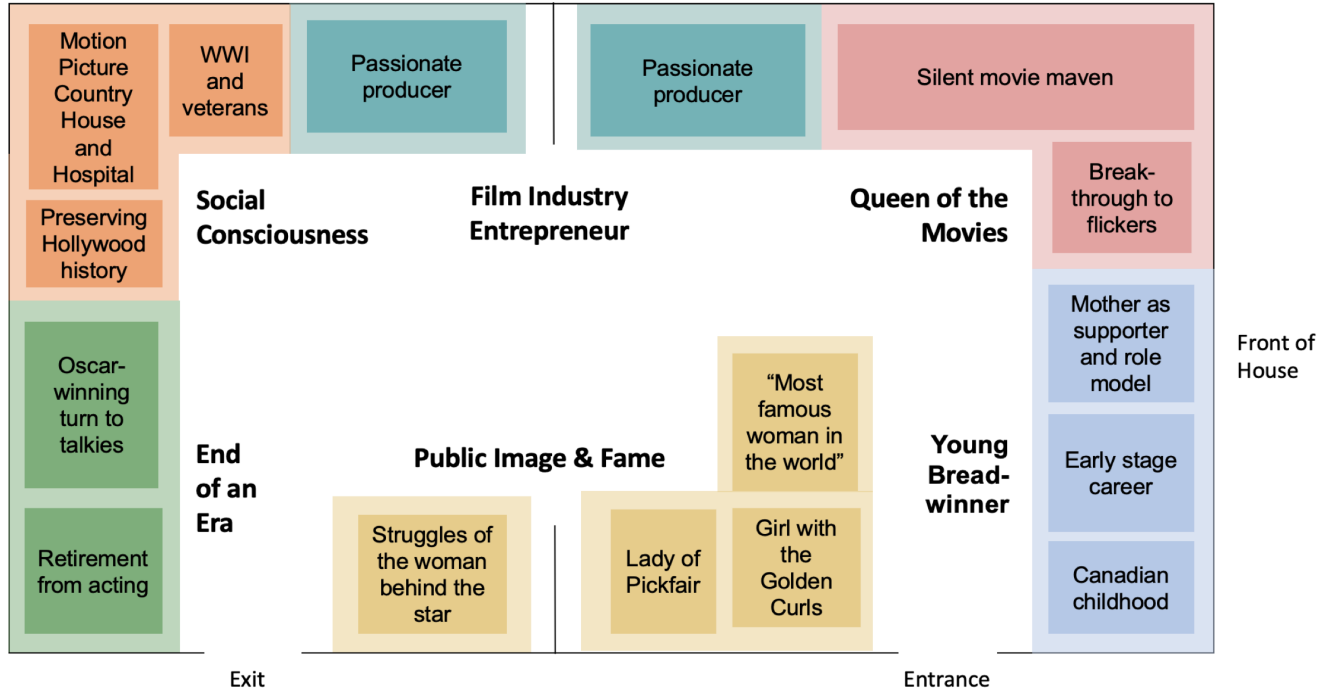 Motion
Picture
Country
House
and
Hospital
WWI
and
veterans
Passionate
producer
Passionate
producer
Silent movie maven
Break-
through to
flickers
Preserving
Hollywood
history
Social
Consciousness
Film Industry
Entrepreneur
Queen of the
Movies
Mother as
supporter
and role
model
Front of
House
Oscar-
winning
turn to
talkies
“Most
famous
woman in
the world”
End
of an
Era
Public Image & Fame
Young
Bread-
winner
Early stage
career
Retirement
from acting
Struggles of
the woman
behind the
star
Lady of
Pickfair
Girl with
the
Golden
Curls
Canadian
childhood
Exit
Entrance